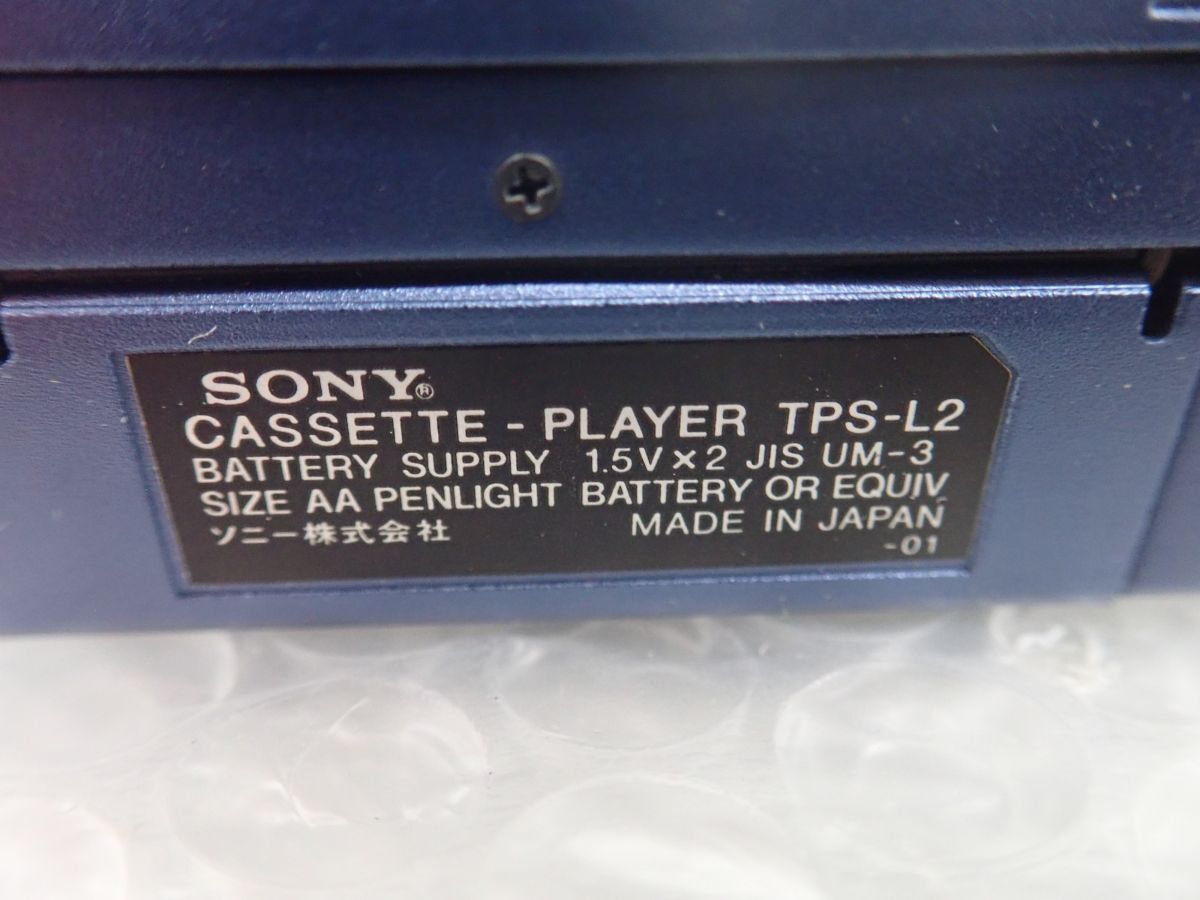 SONY®
CASSETTE-PLAYER TPS-L2
BATTERY SUPPLY 1.5V×2 JIS UM-3
SIZE AA PENLIGHT BATTERY OR EQUIV
ソニー株式会社 MADE IN JAPAN
-01